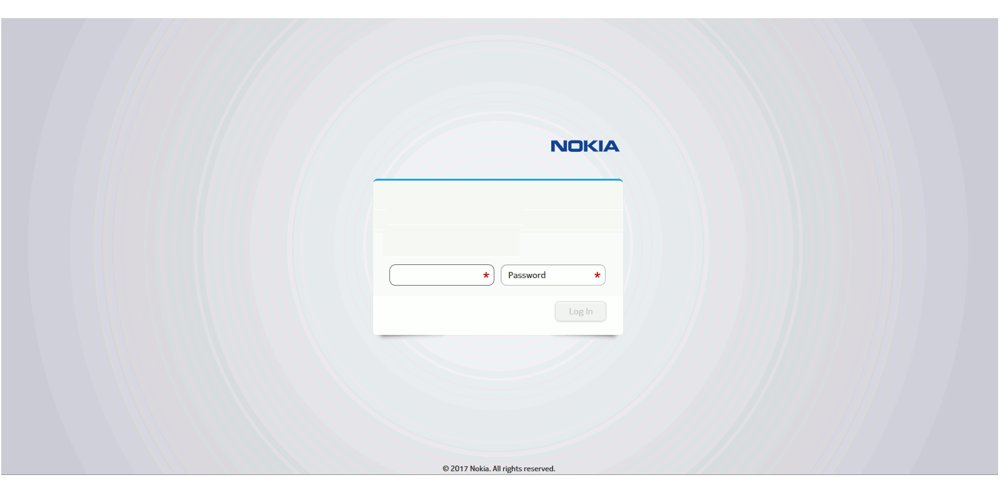 NOKIA
* Password *
Log In
© 2017 Nokia. All rights reserved.